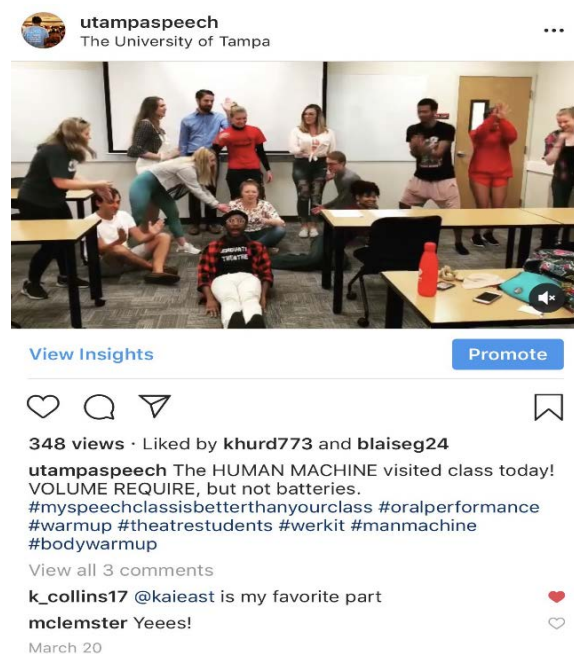 utampaspeech
The University of Tampa
View Insights
Promote
348 views · Liked by khurd773 and blaiseg24
utampaspeech The HUMAN MACHINE visited class today!
VOLUME REQUIRE, but not batteries.
#myspeechclassisbetterthanyourclass #oralperformance
#warmup #theatrestudents #werkit #manmachine
#bodywarmup
View all 3 comments
k_collins17 @kaieast is my favorite part
mclemster Yeees!
March 20